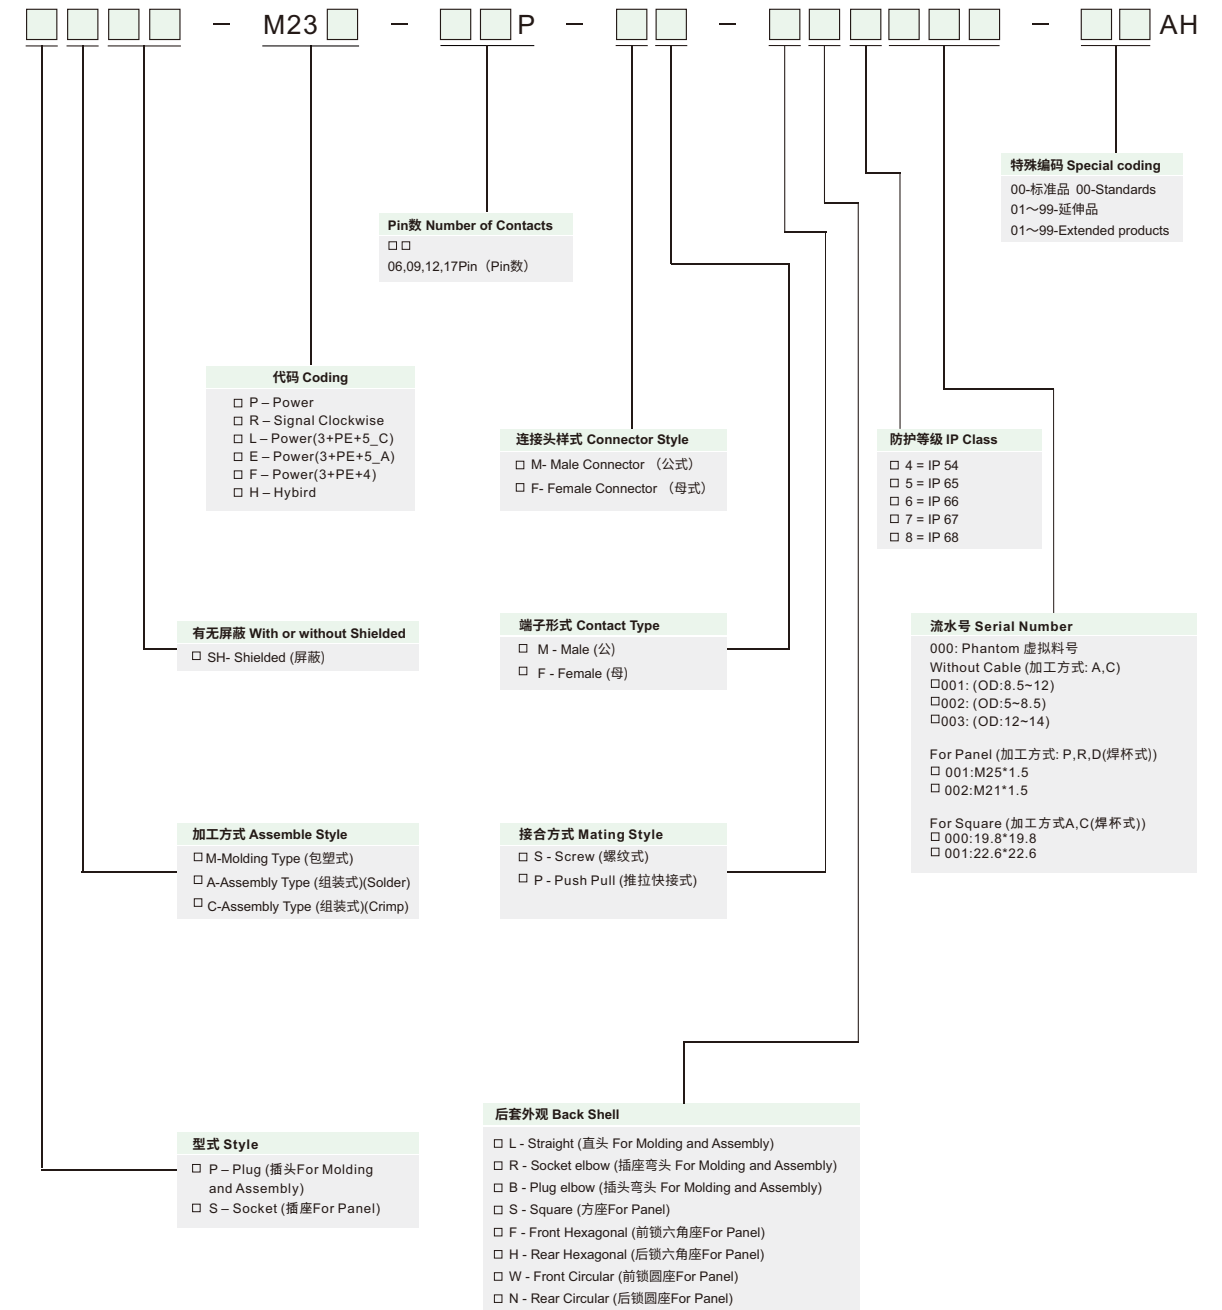 — M23 — P — — — AH
特殊编码 Special coding
00-标准品 00-Standards
01～99-延伸品
01～99-Extended products
Pin数 Number of Contacts
□ □
06,09,12,17Pin（Pin数）
代码 Coding
□ P – Power
□ R – Signal Clockwise
□ L – Power(3+PE+5_C)
□ E – Power(3+PE+5_A)
□ F – Power(3+PE+4)
□ H – Hybird
连接头样式 Connector Style
□ M- Male Connector （公式）
□ F- Female Connector （母式）
防护等级 IP Class
□ 4 = IP 54
□ 5 = IP 65
□ 6 = IP 66
□ 7 = IP 67
□ 8 = IP 68
有无屏蔽 With or without Shielded
□ SH- Shielded (屏蔽)
端子形式 Contact Type
□ M - Male (公)
□ F - Female (母)
流水号 Serial Number
000: Phantom 虚拟料号
Without Cable (加工方式: A,C)
□001: (OD:8.5~12)
□002: (OD:5~8.5)
□003: (OD:12~14)
For Panel (加工方式: P,R,D(焊杯式))
□ 001:M25*1.5
□ 002:M21*1.5
For Square (加工方式A,C(焊杯式))
□ 000:19.8*19.8
□ 001:22.6*22.6
加工方式 Assemble Style
□ M-Molding Type (包塑式)
□ A-Assembly Type (组装式)(Solder)
□ C-Assembly Type (组装式)(Crimp)
接合方式 Mating Style
□ S - Screw (螺纹式)
□ P - Push Pull (推拉快接式)
型式 Style
□ P – Plug (插头For Molding
and Assembly)
□ S – Socket (插座For Panel)
后套外观 Back Shell
□ L - Straight (直头 For Molding and Assembly)
□ R - Socket elbow (插座弯头 For Molding and Assembly)
□ B - Plug elbow (插头弯头 For Molding and Assembly)
□ S - Square (方座For Panel)
□ F - Front Hexagonal (前锁六角座For Panel)
□ H - Rear Hexagonal (后锁六角座For Panel)
□ W - Front Circular (前锁圆座For Panel)
□ N - Rear Circular (后锁圆座For Panel)